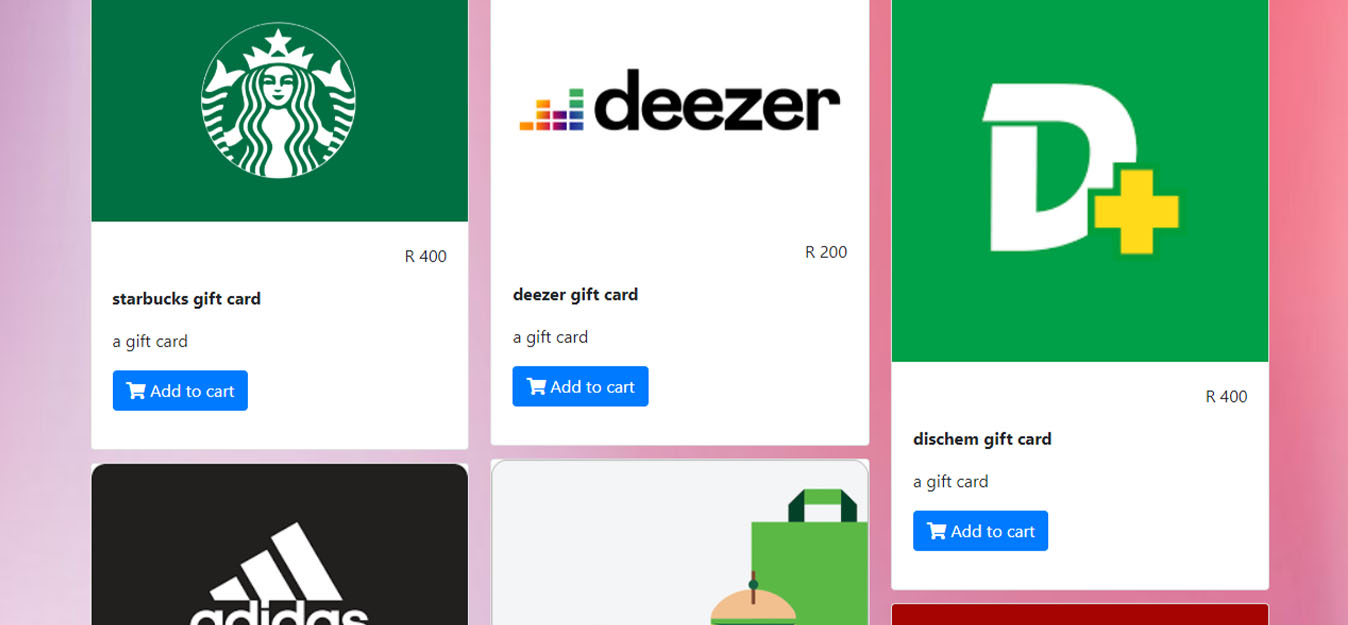 deezer
R 400
starbucks gift card
a gift card
Add to cart
R 200
deezer gift card
a gift card
Add to cart
D+
R 400
dischem gift card
a gift card
Add to cart
adidas